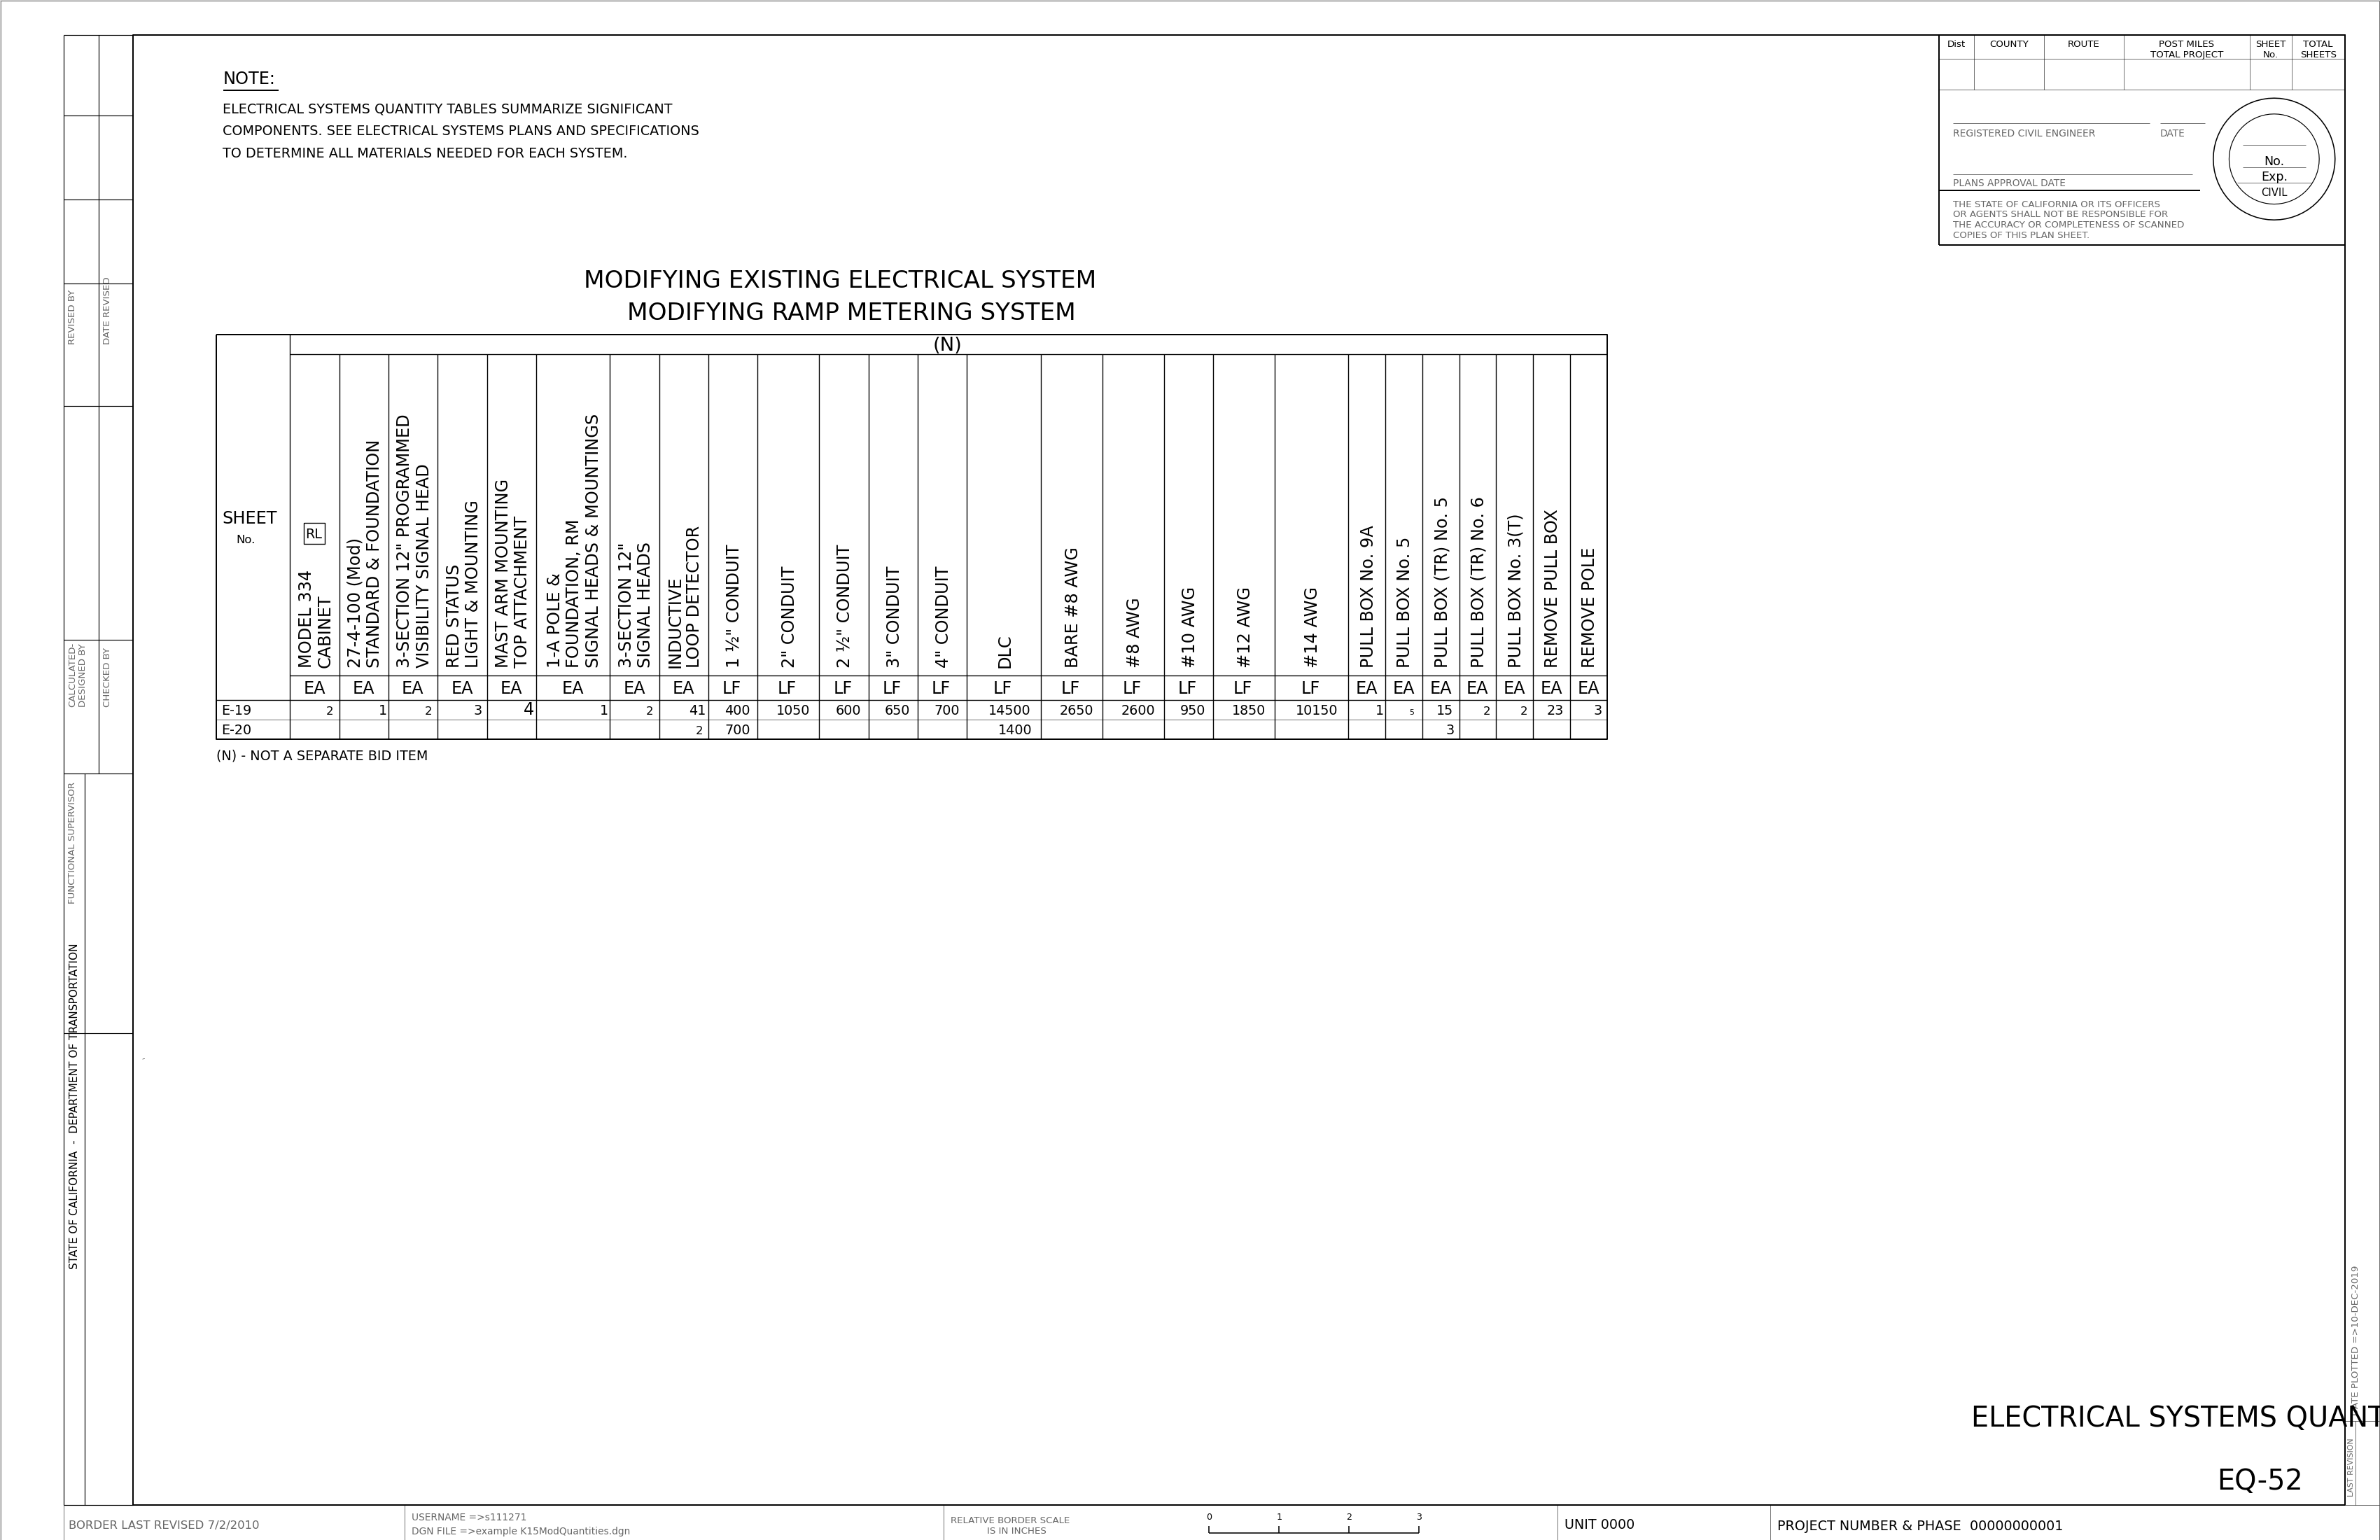 NOTE:
ELECTRICAL SYSTEMS QUANTITY TABLES SUMMARIZE SIGNIFICANT
COMPONENTS. SEE ELECTRICAL SYSTEMS PLANS AND SPECIFICATIONS
TO DETERMINE ALL MATERIALS NEEDED FOR EACH SYSTEM.
Dist COUNTY ROUTE POST MILES TOTAL PROJECT SHEET No. TOTAL SHEETS
REGISTERED CIVIL ENGINEER DATE
PLANS APPROVAL DATE
No.
Exp.
CIVIL
THE STATE OF CALIFORNIA OR ITS OFFICERS
OR AGENTS SHALL NOT BE RESPONSIBLE FOR
THE ACCURACY OR COMPLETENESS OF SCANNED
COPIES OF THIS PLAN SHEET.
MODIFYING EXISTING ELECTRICAL SYSTEM
MODIFYING RAMP METERING SYSTEM
(N)
SHEET
No.
RL
MODEL 334
CABINET
27-4-100 (Mod)
STANDARD & FOUNDATION
3-SECTION 12" PROGRAMMED
VISIBILITY SIGNAL HEAD
RED STATUS
LIGHT & MOUNTING
MAST ARM MOUNTING
TOP ATTACHMENT
1-A POLE &
FOUNDATION, RM
SIGNAL HEADS & MOUNTINGS
3-SECTION 12"
SIGNAL HEADS
INDUCTIVE
LOOP DETECTOR
1 ½" CONDUIT
2" CONDUIT
2 ½" CONDUIT
3" CONDUIT
4" CONDUIT
DLC
BARE #8 AWG
#8 AWG
#10 AWG
#12 AWG
#14 AWG
PULL BOX No. 9A
PULL BOX No. 5
PULL BOX (TR) No. 5
PULL BOX (TR) No. 6
PULL BOX No. 3(T)
REMOVE PULL BOX
REMOVE POLE
EA EA EA EA EA EA EA EA LF LF LF LF LF LF LF LF LF LF LF EA EA EA EA EA EA EA
E-19 2 1 2 3 4 1 2 41 400 1050 600 650 700 14500 2650 2600 950 1850 10150 1 5 15 2 2 23 3
E-20 2 700 1400 3
(N) - NOT A SEPARATE BID ITEM
REVISED BY
DATE REVISED
CALCULATED-
DESIGNED BY
CHECKED BY
FUNCTIONAL SUPERVISOR
STATE OF CALIFORNIA - DEPARTMENT OF TRANSPORTATION
ELECTRICAL SYSTEMS QUANT
EQ-52
ATE PLOTTED =>10-DEC-2019
LAST REVISION
BORDER LAST REVISED 7/2/2010
USERNAME =>s111271
DGN FILE =>example K15ModQuantities.dgn
RELATIVE BORDER SCALE
IS IN INCHES
0 1 2 3
UNIT 0000
PROJECT NUMBER & PHASE 00000000001